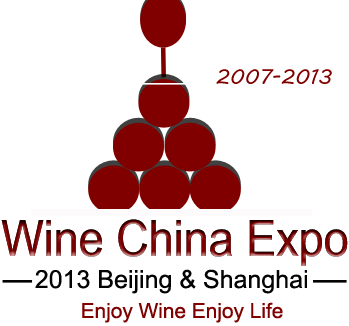 2007-2013
Wine China Expo
—2013 Beijing & Shanghai—
Enjoy Wine Enjoy Life